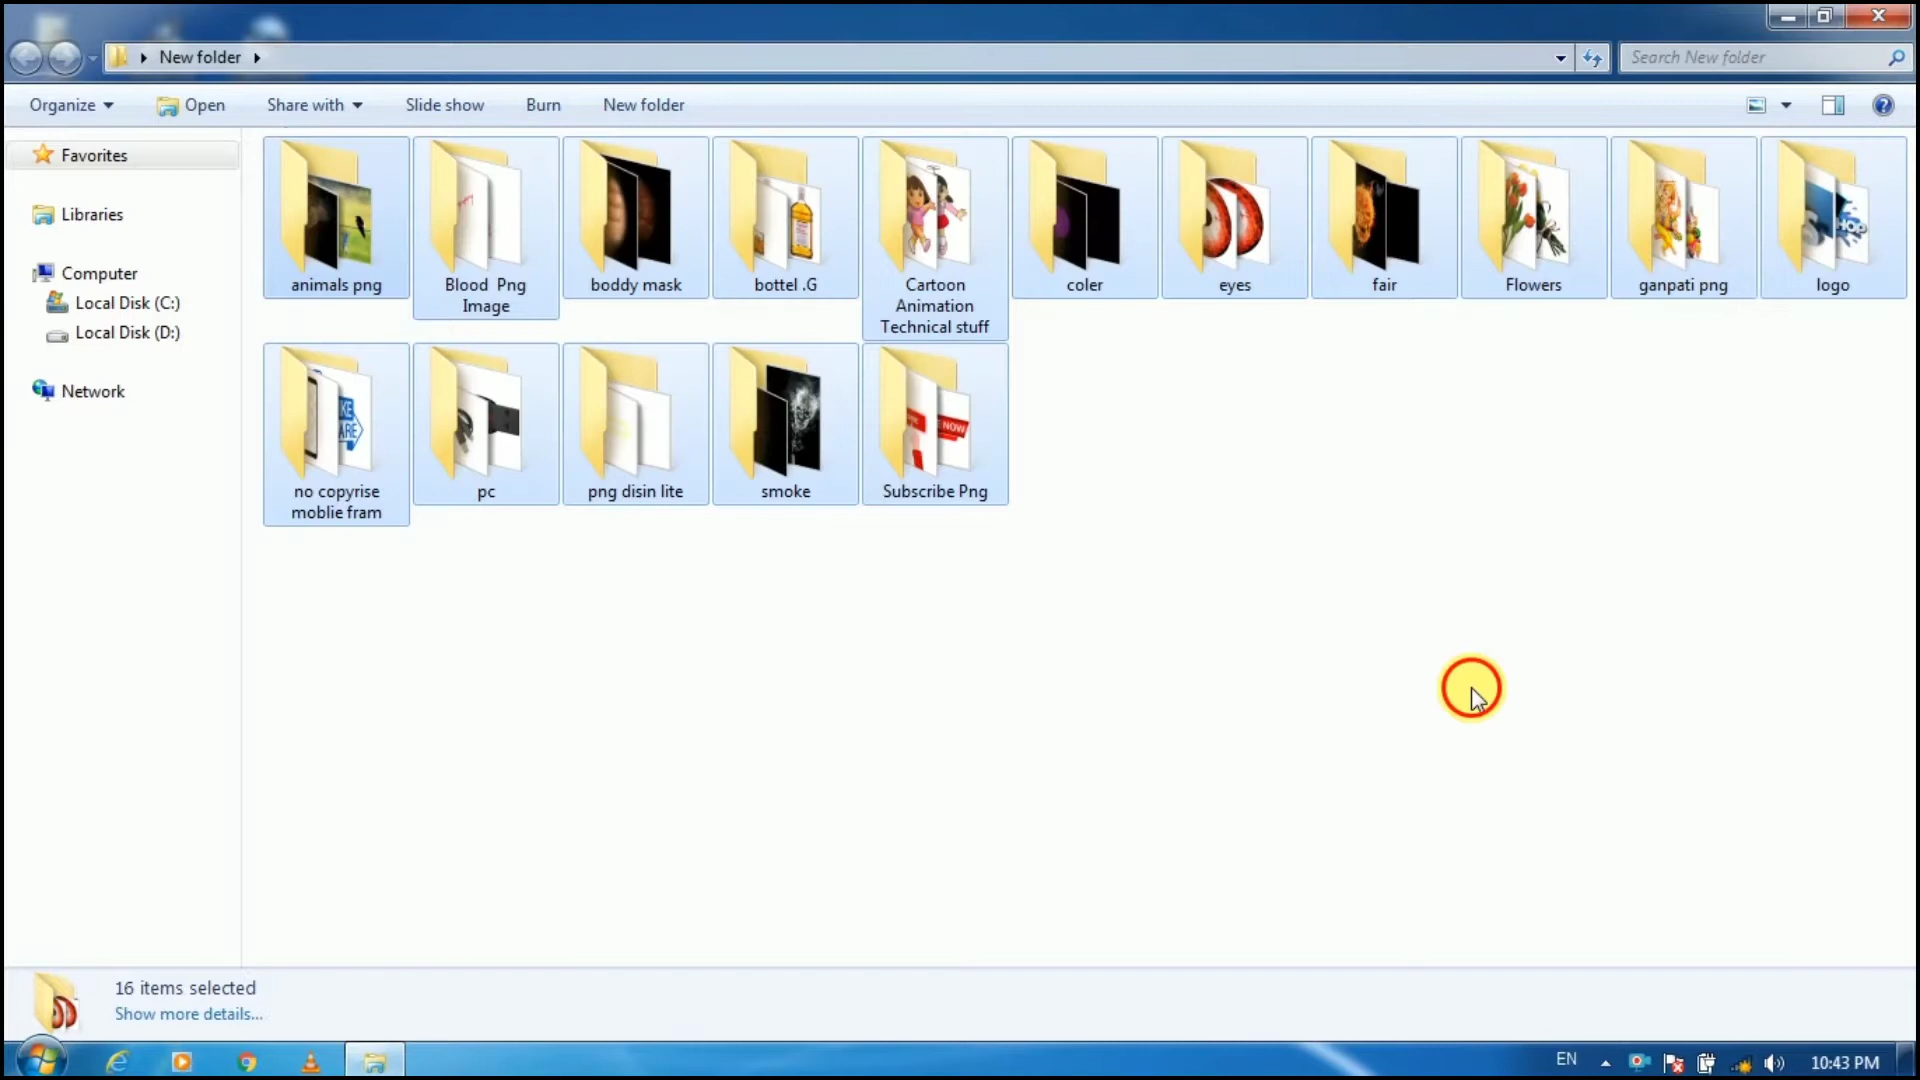 New folder
Search New folder
Organize Open Share with Slide show Burn New folder
Favorites
Libraries
Computer
Local Disk (C:)
Local Disk (D:)
Network
animals png
Blood Png
Image
boddy mask
bottel .G
Cartoon
Animation
Technical stuff
coler
eyes
fair
Flowers
ganpati png
logo
HOP
no copyrise
moblie fram
pc
png disin lite
smoke
NOW
Subscribe Png
16 items selected
Show more details...
EN
10:43 PM